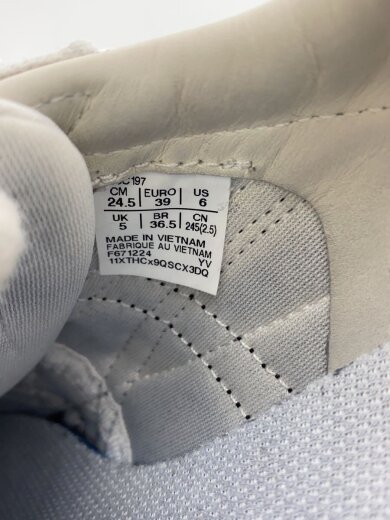 CM EURO US
24.5 39 6
UK BR CN
5 36.5 245(2.5)
MADE IN VIETNAM
FABRIQUE AU VIETNAM
F671224 YV
11XTHCx9QSCX3DQ